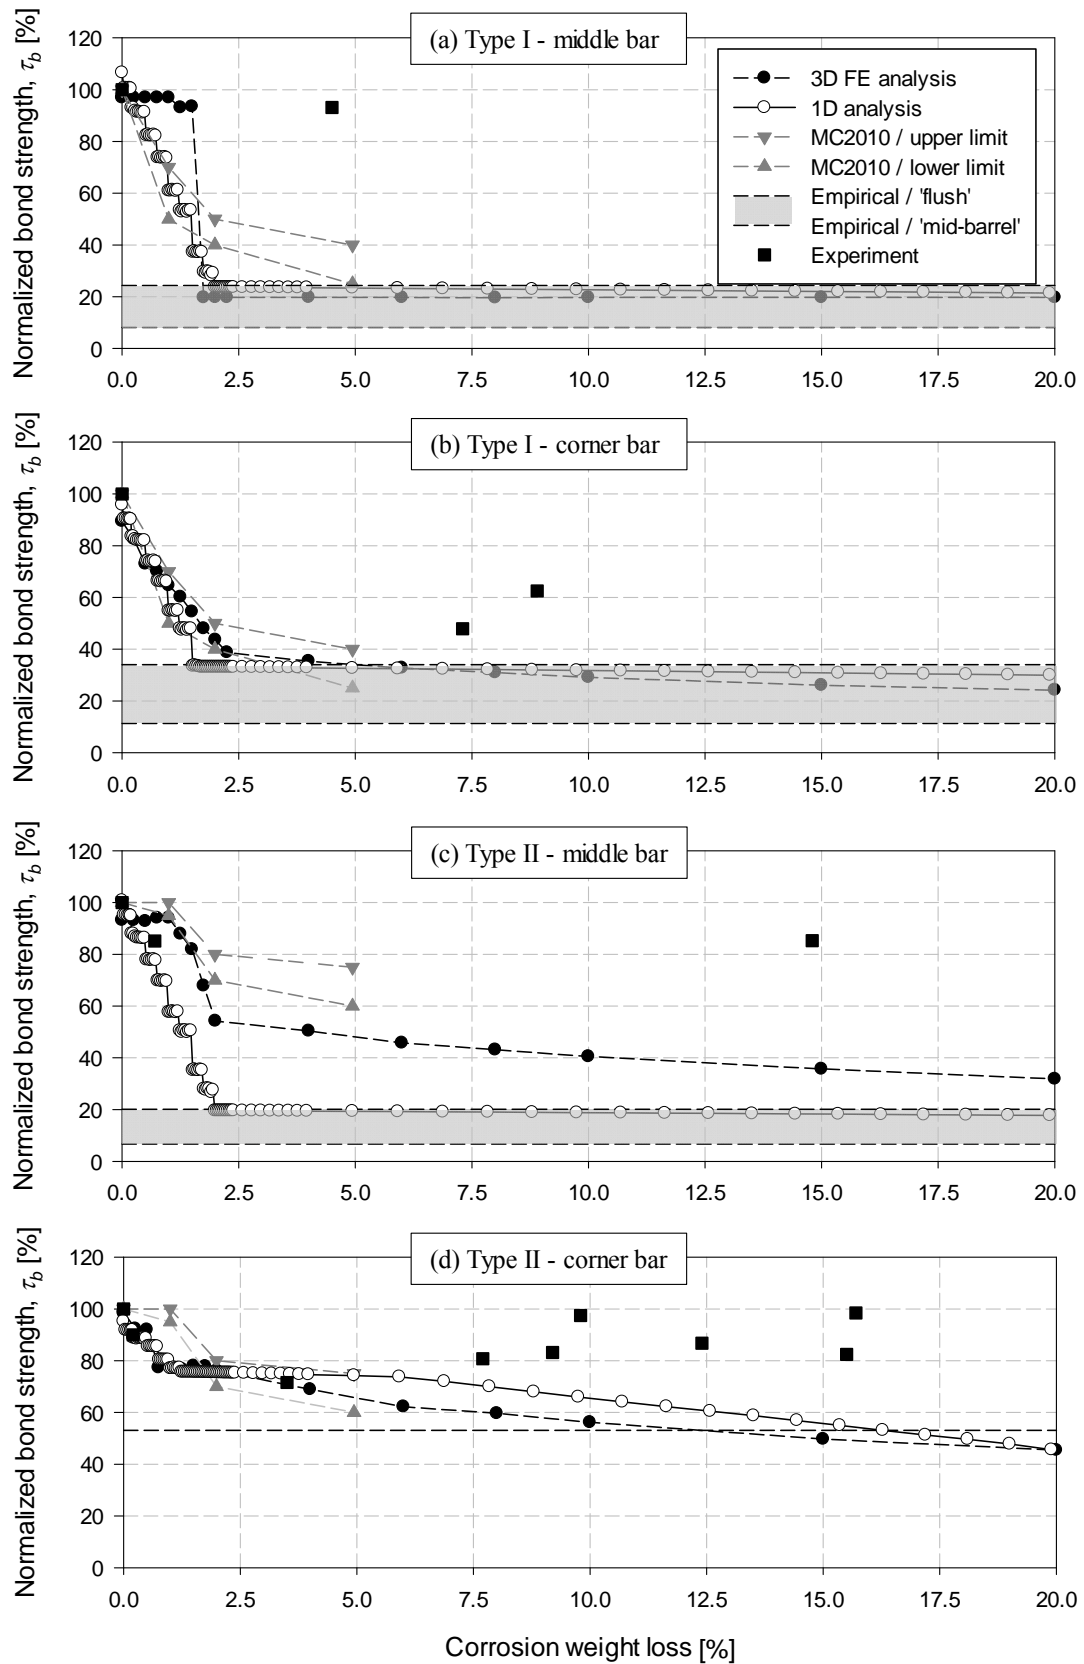 (a) Type I - middle bar
Normalized bond strength, τb [%]
120
100
80
60
40
20
0
3D FE analysis
1D analysis
MC2010 / upper limit
MC2010 / lower limit
Empirical / 'flush'
Empirical / 'mid-barrel'
Experiment
0.0 2.5 5.0 7.5 10.0 12.5 15.0 17.5 20.0
(b) Type I - corner bar
Normalized bond strength, τb [%]
120
100
80
60
40
20
0
0.0 2.5 5.0 7.5 10.0 12.5 15.0 17.5 20.0
(c) Type II - middle bar
Normalized bond strength, τb [%]
120
100
80
60
40
20
0
0.0 2.5 5.0 7.5 10.0 12.5 15.0 17.5 20.0
(d) Type II - corner bar
Normalized bond strength, τb [%]
120
100
80
60
40
20
0
0.0 2.5 5.0 7.5 10.0 12.5 15.0 17.5 20.0
Corrosion weight loss [%]